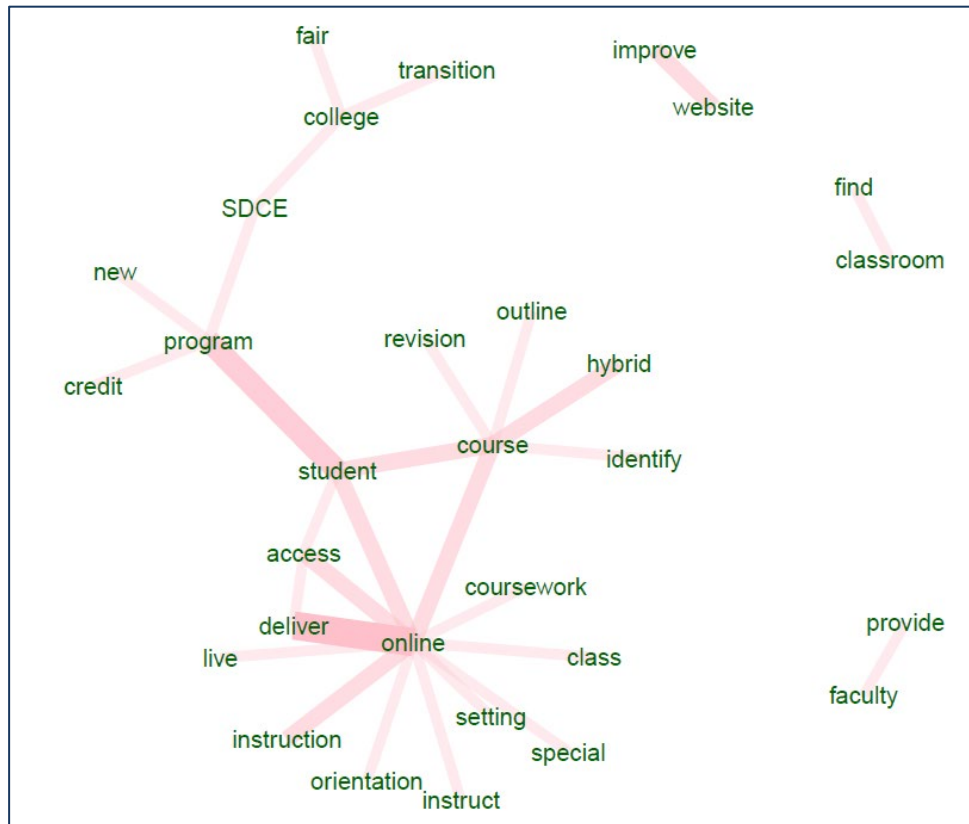 fair
improve
transition
website
college
find
SDCE
classroom
new
outline
revision
program
hybrid
credit
course
student
identify
access
coursework
provide
deliver
online
live
class
faculty
setting
instruction
special
orientation
instruct